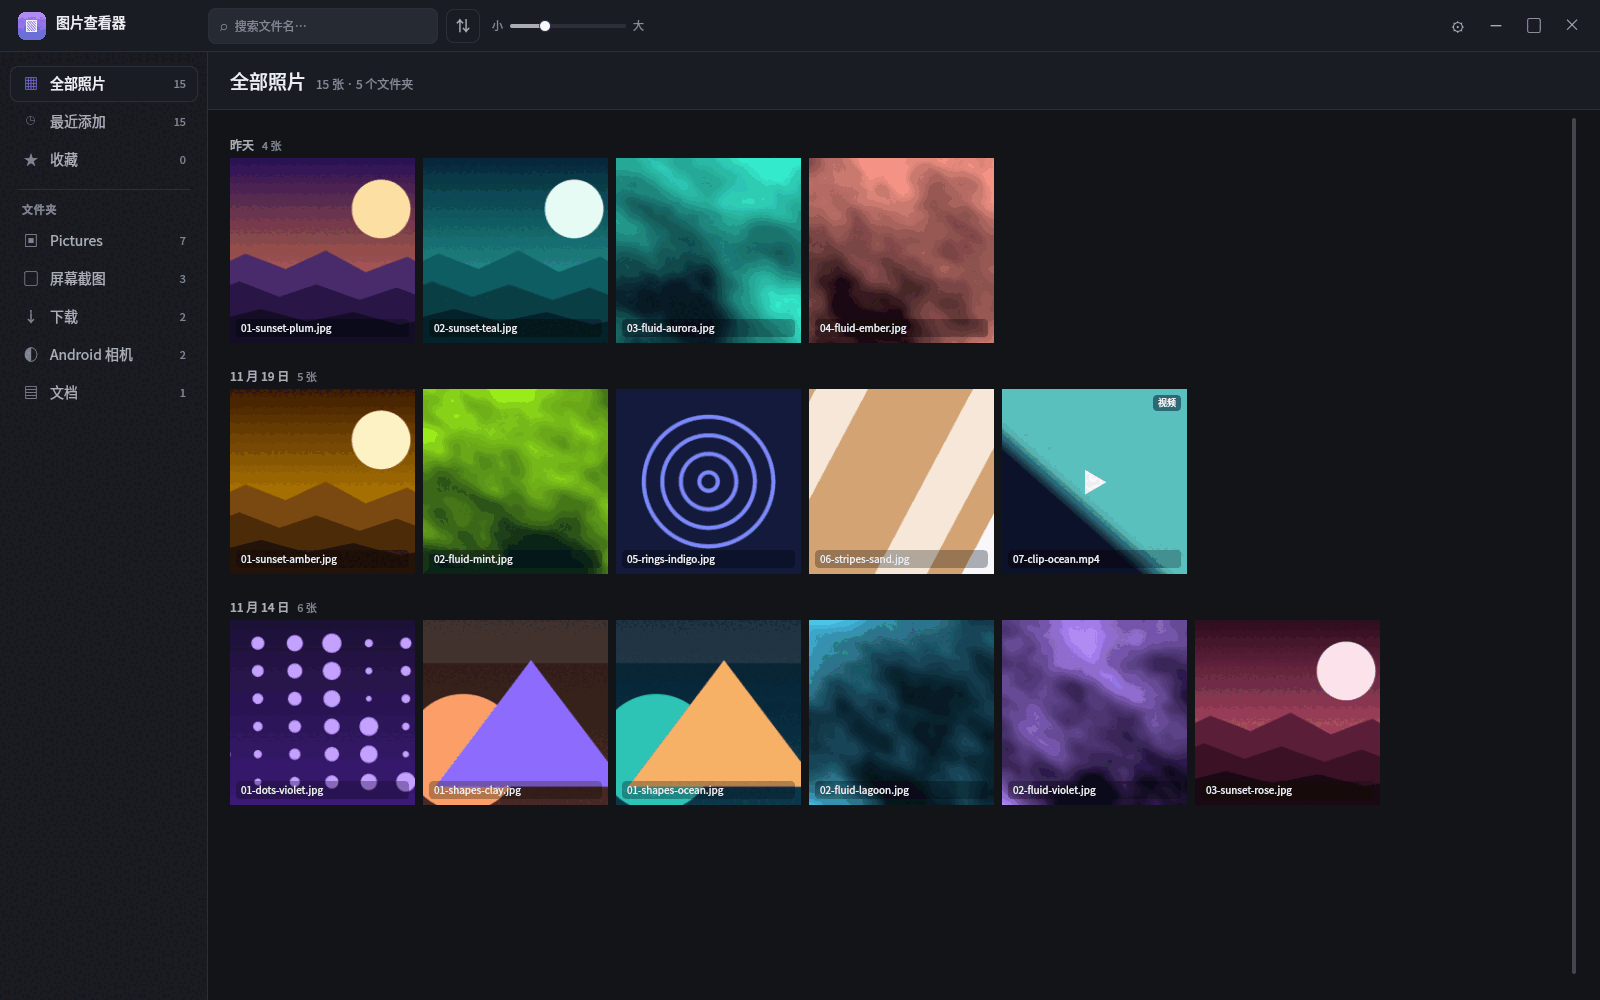 图片查看器
搜索文件名…
小
大
全部照片 15
最近添加 15
收藏 0
文件夹
Pictures 7
屏幕截图 3
下载 2
Android 相机 2
文档 1
全部照片 15 张 · 5 个文件夹
昨天 4 张
01-sunset-plum.jpg
02-sunset-teal.jpg
03-fluid-aurora.jpg
04-fluid-ember.jpg
11 月 19 日 5 张
视频
01-sunset-amber.jpg
02-fluid-mint.jpg
05-rings-indigo.jpg
06-stripes-sand.jpg
07-clip-ocean.mp4
11 月 14 日 6 张
01-dots-violet.jpg
01-shapes-clay.jpg
01-shapes-ocean.jpg
02-fluid-lagoon.jpg
02-fluid-violet.jpg
03-sunset-rose.jpg